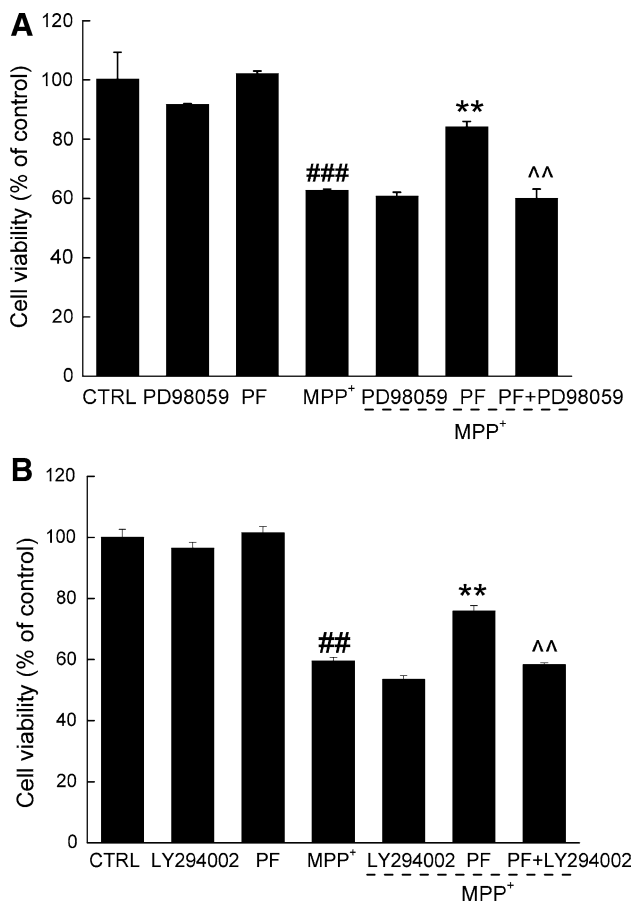 A
Cell viability (% of control)
120
100
80
60
40
20
0
###
**
^^
CTRL PD98059 PF MPP⁺ PD98059 PF PF+PD98059
MPP⁺
B
Cell viability (% of control)
120
100
80
60
40
20
0
##
**
^^
CTRL LY294002 PF MPP⁺ LY294002 PF PF+LY294002
MPP⁺